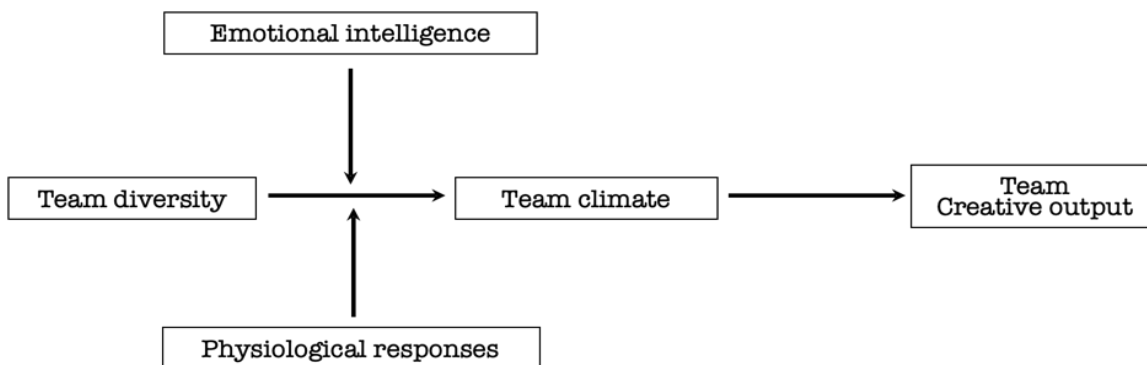 Emotional intelligence
Team diversity
Team climate
Team
Creative output
Physiological responses